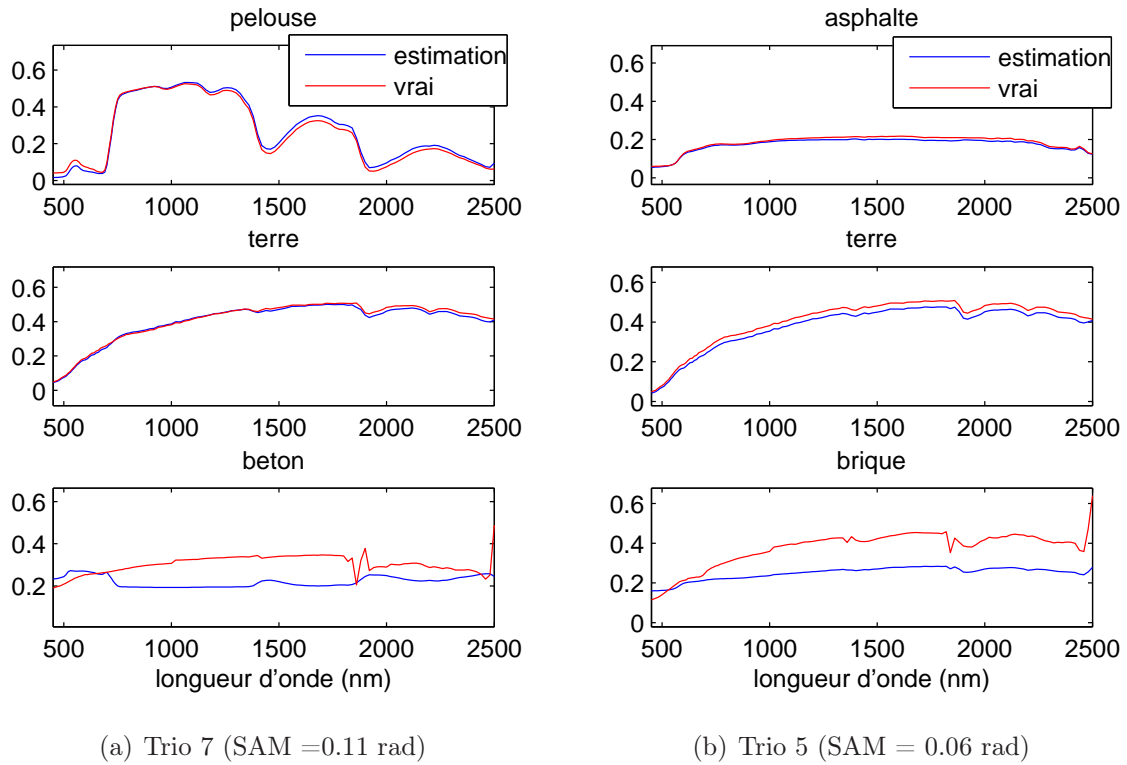 pelouse
estimation
vrai
0.6
0.4
0.2
0
500 1000 1500 2000 2500
terre
0.6
0.4
0.2
0
500 1000 1500 2000 2500
beton
0.6
0.4
0.2
500 1000 1500 2000 2500
longueur d'onde (nm)
(a) Trio 7 (SAM =0.11 rad)
asphalte
estimation
vrai
0.6
0.4
0.2
0
500 1000 1500 2000 2500
terre
0.6
0.4
0.2
0
500 1000 1500 2000 2500
brique
0.6
0.4
0.2
0
500 1000 1500 2000 2500
longueur d'onde (nm)
(b) Trio 5 (SAM = 0.06 rad)